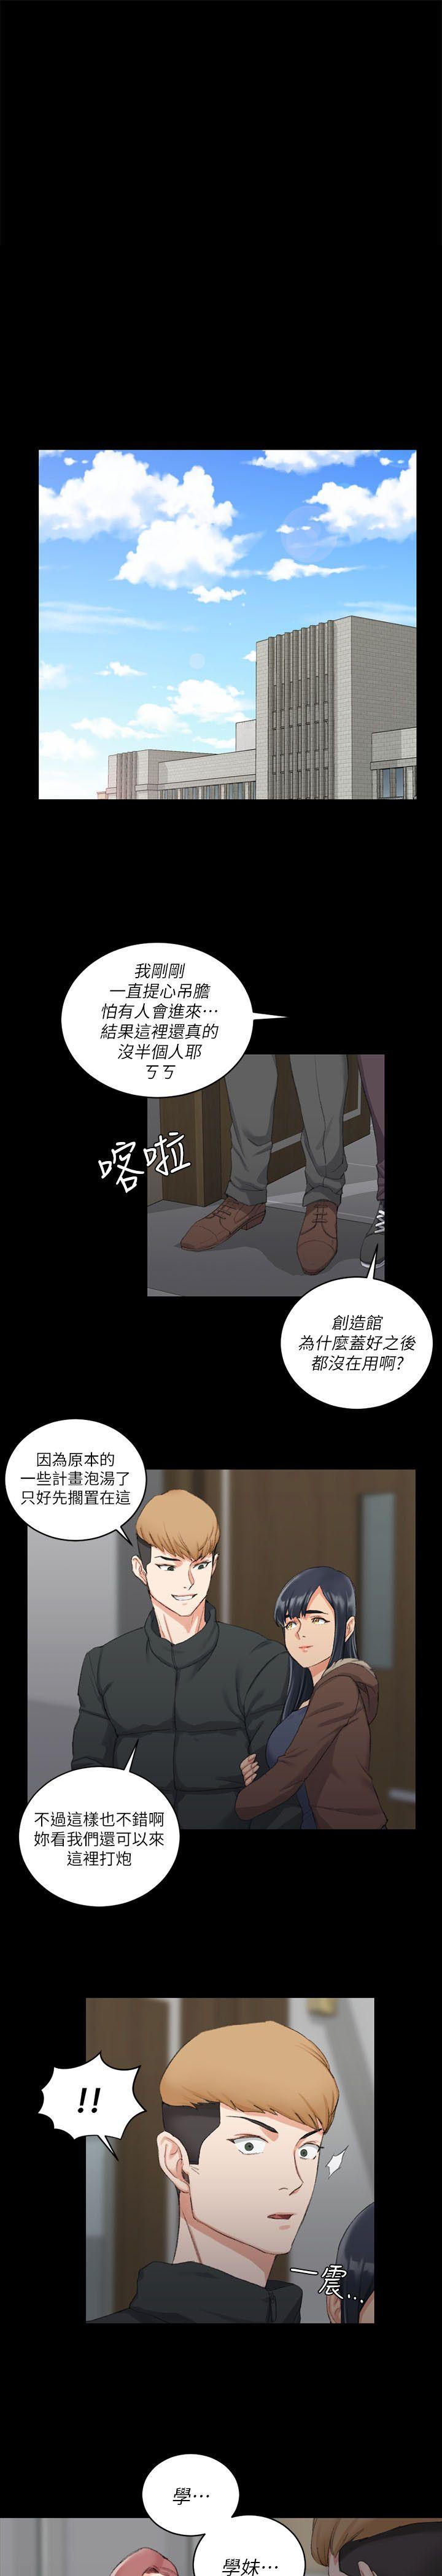 我剛剛
一直提心吊膽
怕有人會進來…
結果這裡還真的
沒半個人耶
ㄎㄎ
喀啦
創造館
為什麼蓋好之後
都沒在用啊?
因為原本的
一些計畫泡湯了
只好先擱置在這
不過這樣也不錯啊
妳看我們還可以來
這裡打炮
!!
一震…
學…
學妹…